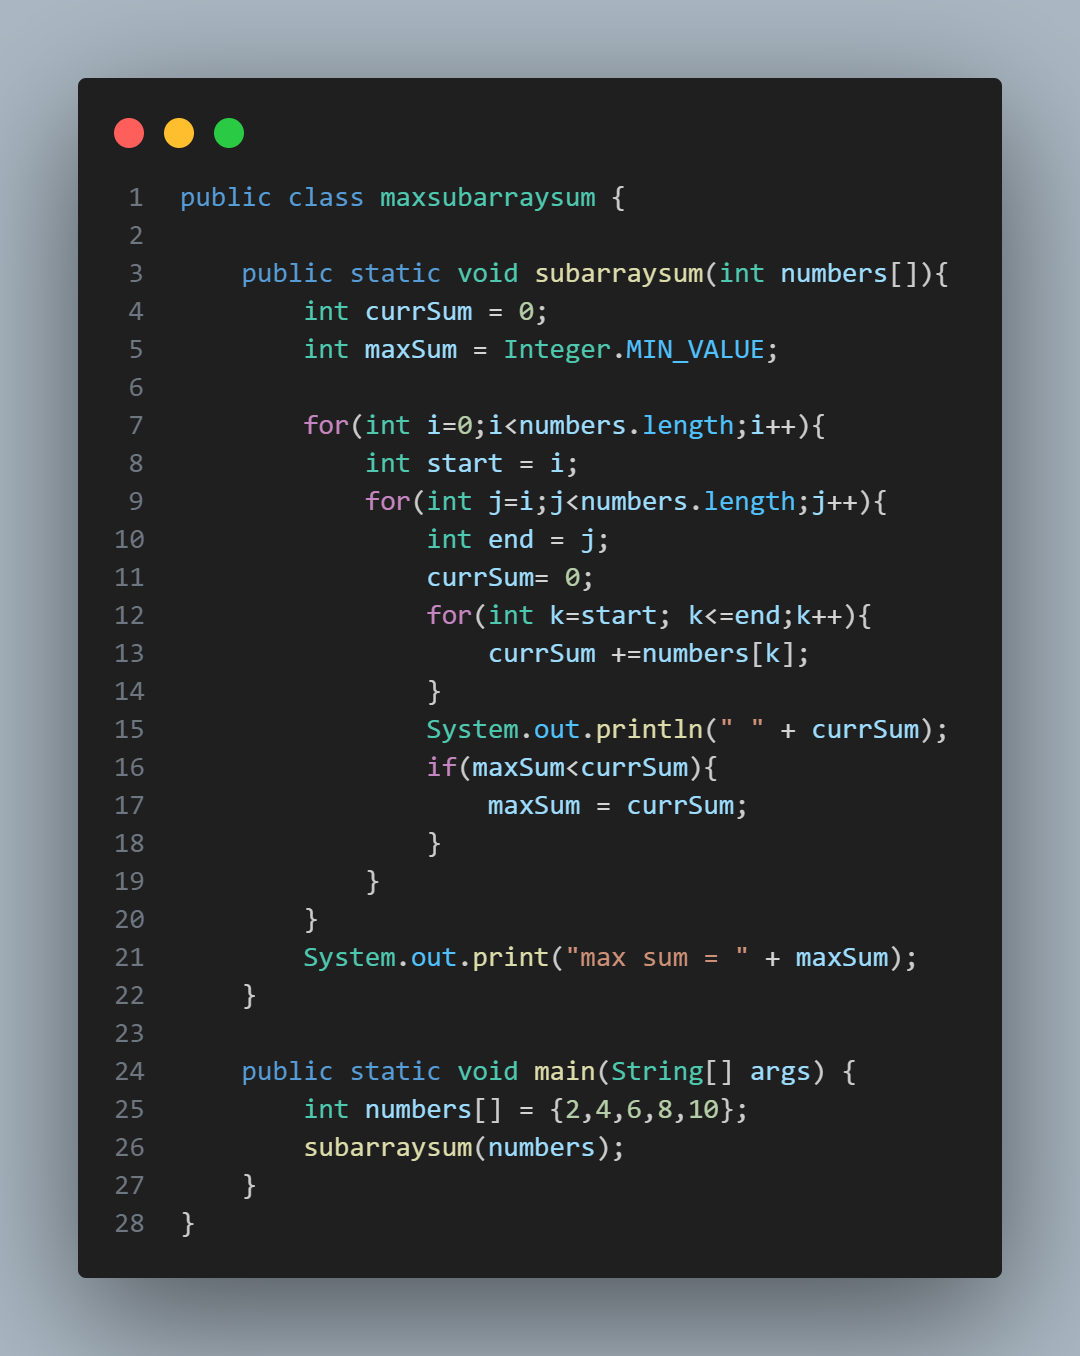 1 public class maxsubarraysum {
2
3     public static void subarraysum(int numbers[]){
4         int currSum = 0;
5         int maxSum = Integer.MIN_VALUE;
6
7         for(int i=0;i<numbers.length;i++){
8             int start = i;
9             for(int j=i;j<numbers.length;j++){
10                 int end = j;
11                 currSum= 0;
12                 for(int k=start; k<=end;k++){
13                     currSum +=numbers[k];
14                 }
15                 System.out.println(" " + currSum);
16                 if(maxSum<currSum){
17                     maxSum = currSum;
18                 }
19             }
20         }
21         System.out.print("max sum = " + maxSum);
22     }
23
24     public static void main(String[] args) {
25         int numbers[] = {2,4,6,8,10};
26         subarraysum(numbers);
27     }
28 }